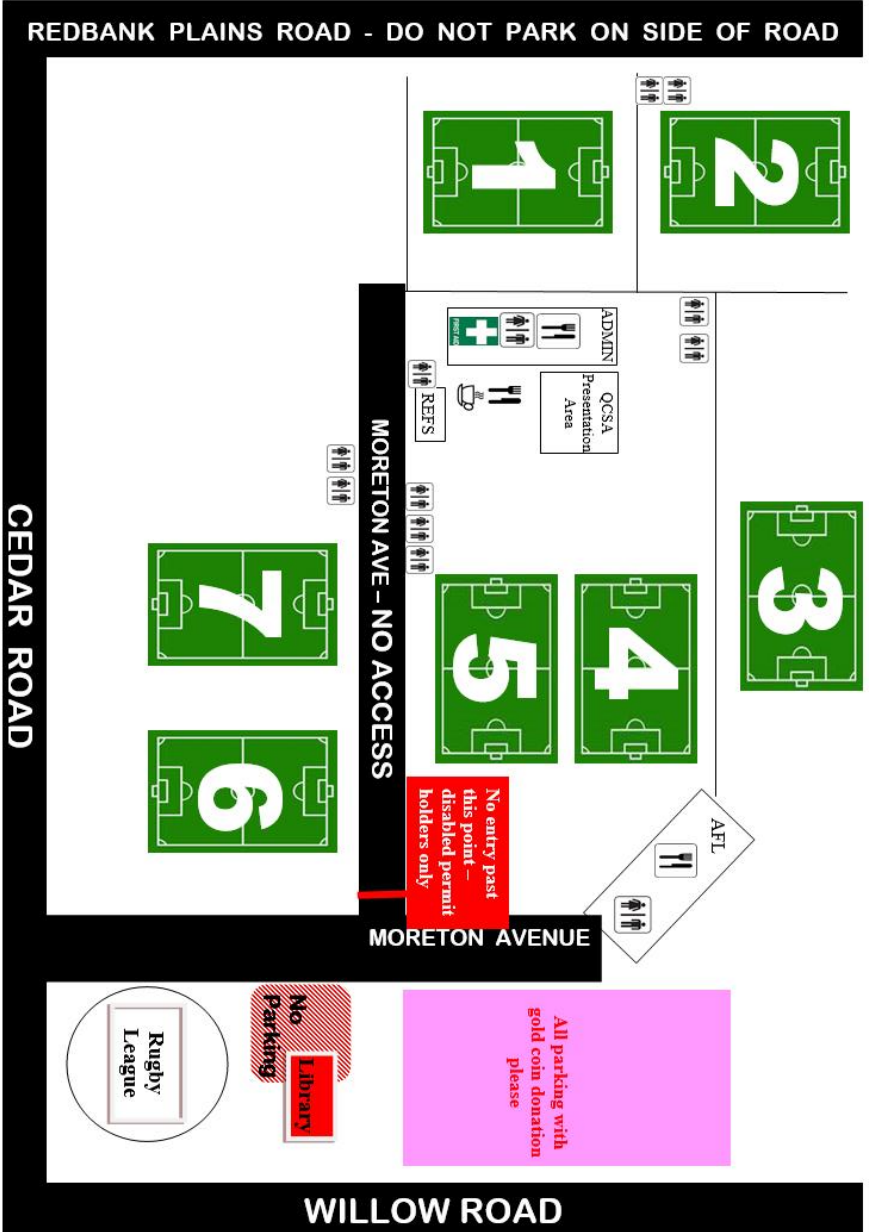 REDBANK PLAINS ROAD - DO NOT PARK ON SIDE OF ROAD
1
2
ADMIN
FIRST AID
QCSA
Presentation
Area
REFS
MORETON AVE – NO ACCESS
CEDAR ROAD
3
7
5
4
6
No entry past
this point –
disabled permit
holders only
AFL
MORETON AVENUE
No
Parking
Library
Rugby
League
All parking with
gold coin donation
please
WILLOW ROAD